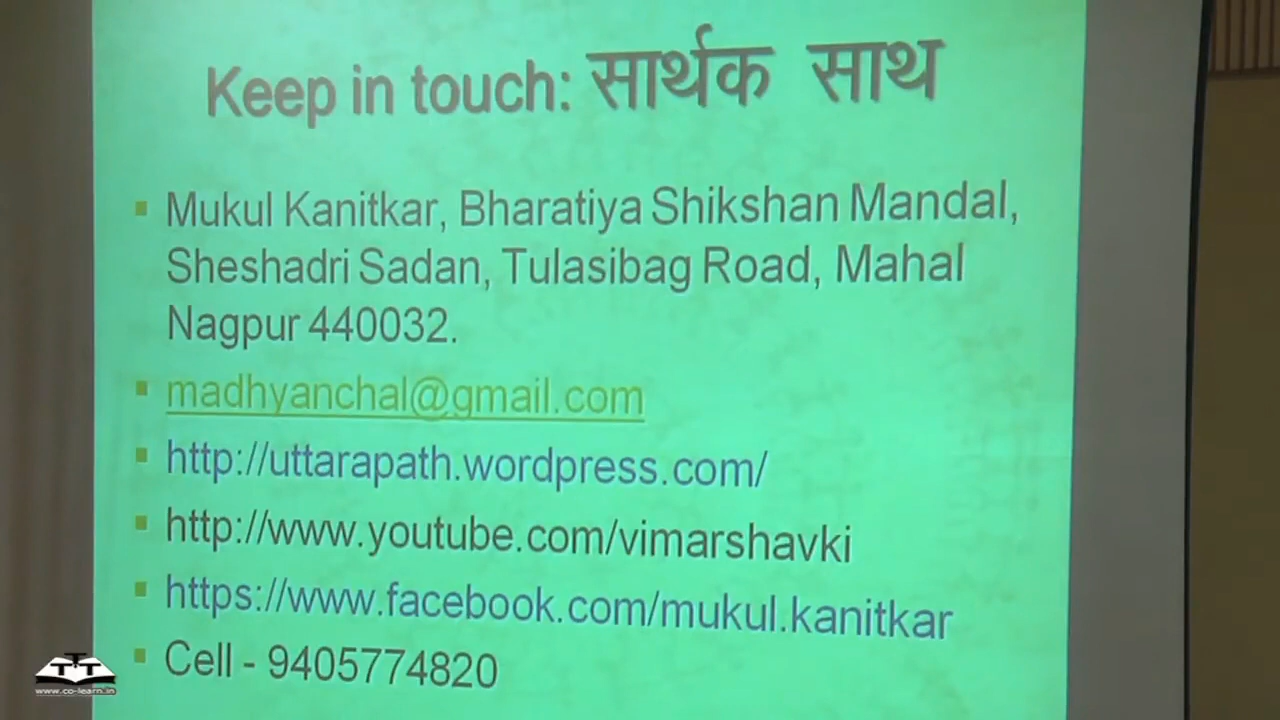 Keep in touch: सार्थक साथ
Mukul Kanitkar, Bharatiya Shikshan Mandal,
Sheshadri Sadan, Tulasibag Road, Mahal
Nagpur 440032.
madhyanchal@gmail.com
http://uttarapath.wordpress.com/
http://www.youtube.com/vimarshavki
https://www.facebook.com/mukul.kanitkar
Cell - 9405774820
TTT
www.co-learn.in